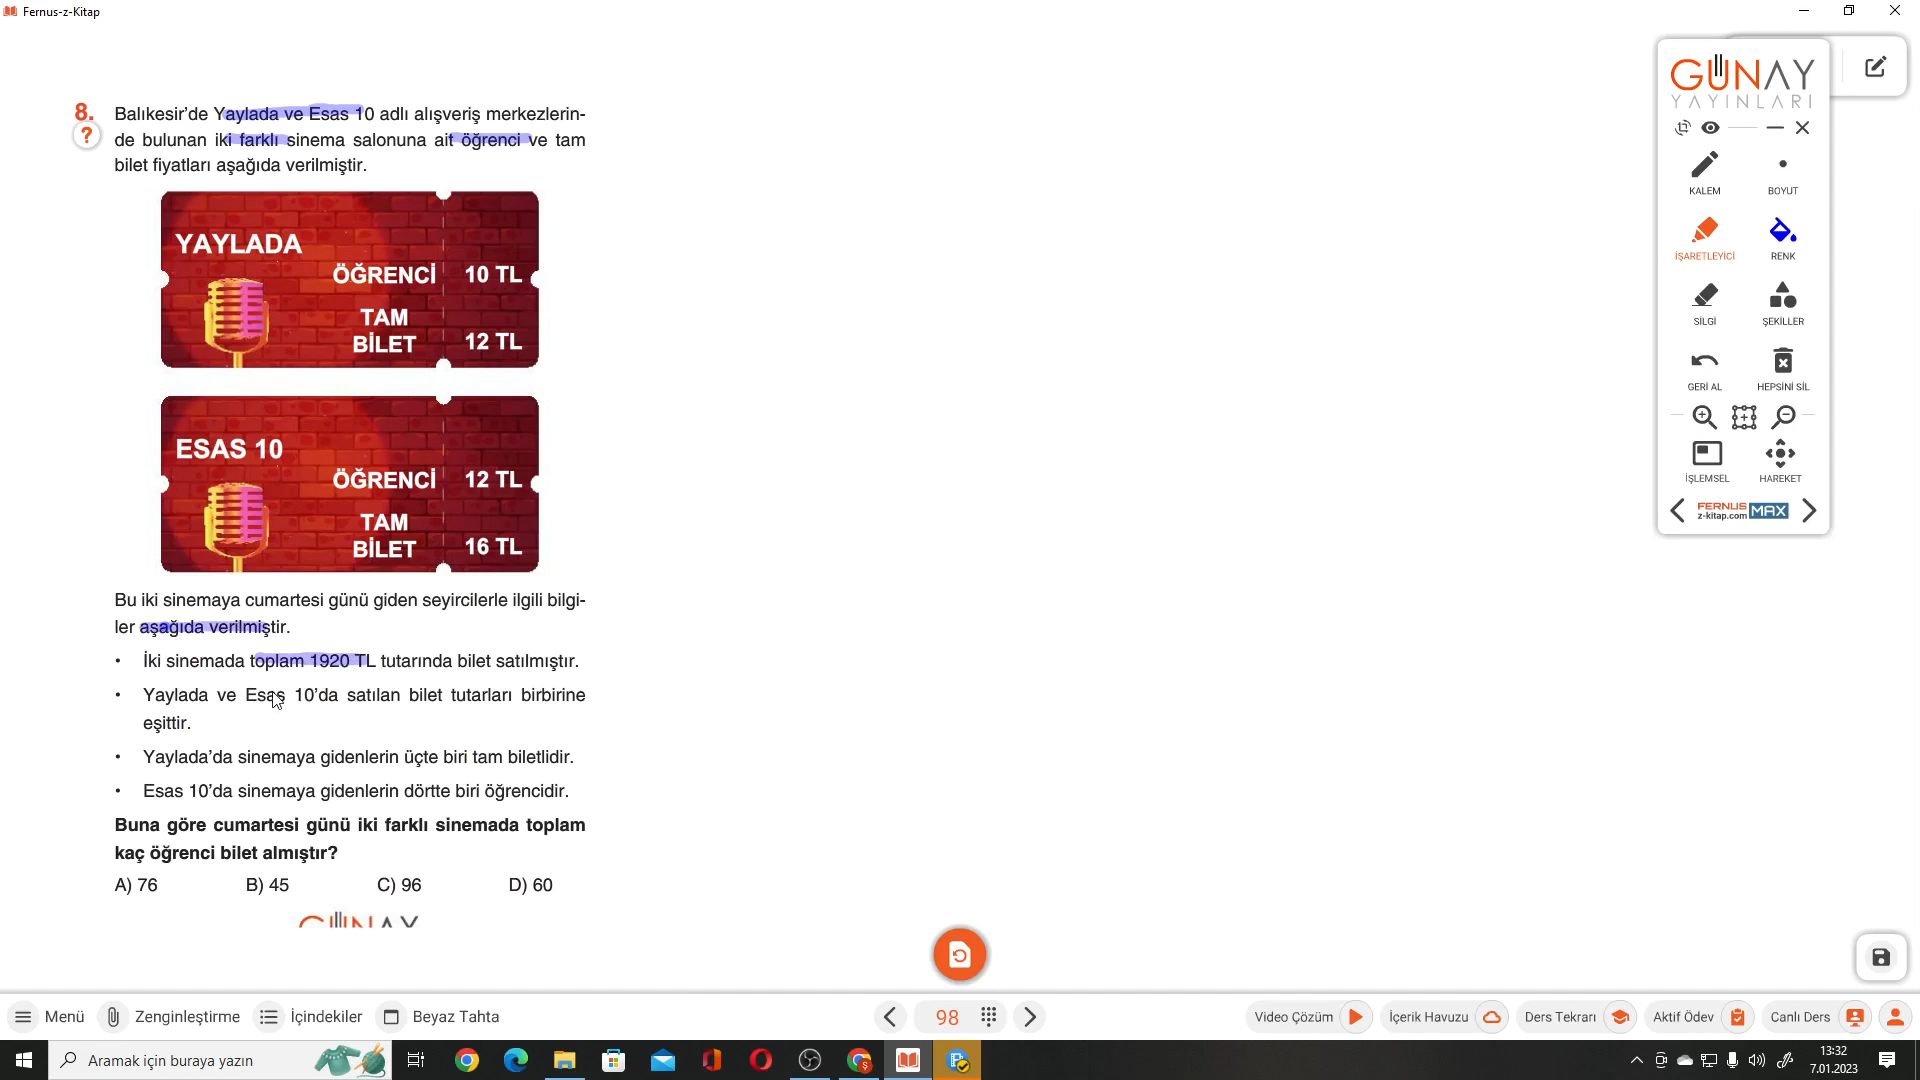 Fernus-z-Kitap
8.
?
Balıkesir'de Yaylada ve Esas 10 adlı alışveriş merkezlerin-
de bulunan iki farklı sinema salonuna ait öğrenci ve tam
bilet fiyatları aşağıda verilmiştir.
YAYLADA
ÖĞRENCİ 10 TL
TAM
BİLET 12 TL
ESAS 10
ÖĞRENCİ 12 TL
TAM
BİLET 16 TL
Bu iki sinemaya cumartesi günü giden seyircilerle ilgili bilgi-
ler aşağıda verilmiştir.
• İki sinemada toplam 1920 TL tutarında bilet satılmıştır.
• Yaylada ve Esas 10'da satılan bilet tutarları birbirine
eşittir.
• Yaylada'da sinemaya gidenlerin üçte biri tam biletlidir.
• Esas 10'da sinemaya gidenlerin dörtte biri öğrencidir.
Buna göre cumartesi günü iki farklı sinemada toplam
kaç öğrenci bilet almıştır?
A) 76 B) 45 C) 96 D) 60
GÜNAY
GÜNAY
YAYINLARI
KALEM BOYUT
İŞARETLEYİCİ RENK
SİLGİ ŞEKİLLER
GERİ AL HEPSİNİ SİL
İŞLEMSEL HAREKET
FERNUS
z-kitap.com MAX
Menü Zenginleştirme İçindekiler Beyaz Tahta 98 Video Çözüm İçerik Havuzu Ders Tekrarı Aktif Ödev Canlı Ders
Aramak için buraya yazın
13:32
7.01.2023